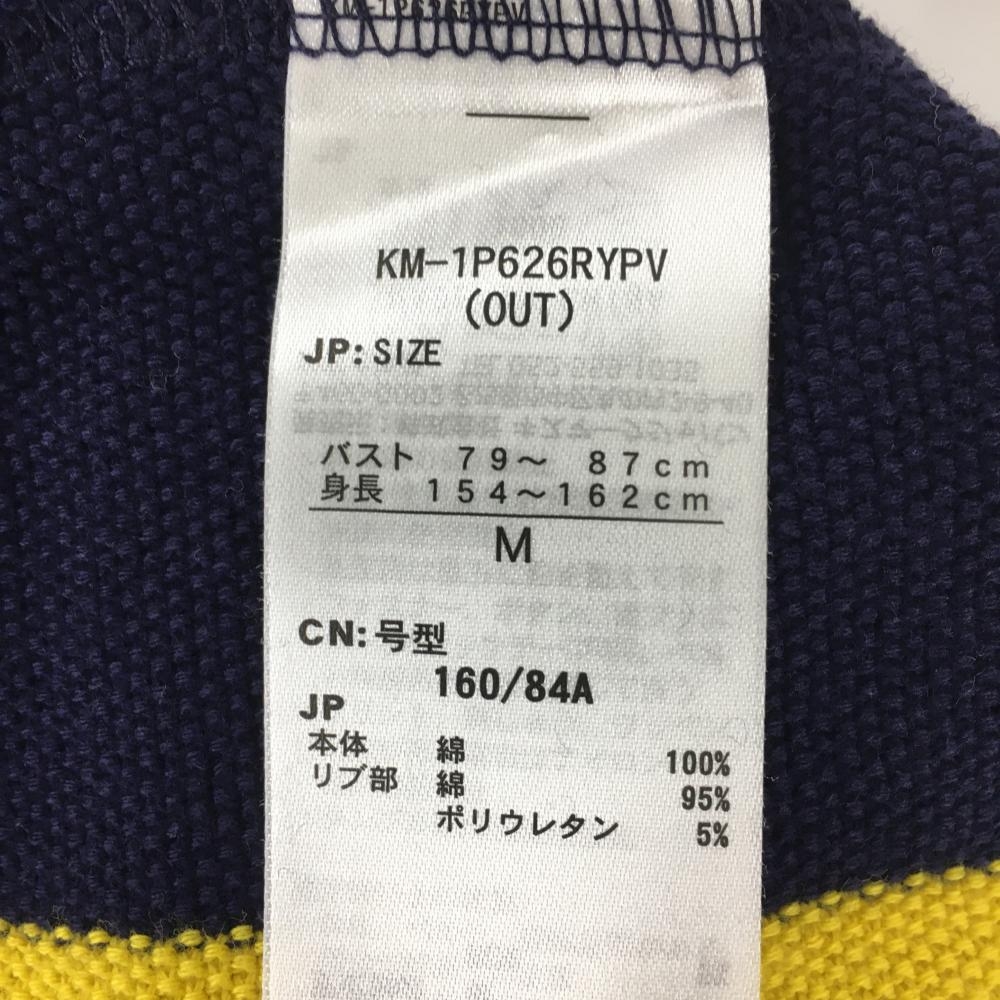 KM-1P626RYPV
(OUT)
JP: SIZE
バスト 79～ 87cm
身長 154～162cm
M
CN: 号型
160/84A
JP
本体 綿 100%
リブ部 綿 95%
ポリウレタン 5%